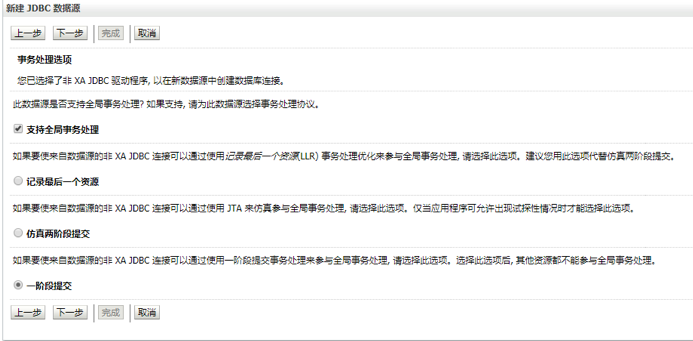 新建 JDBC 数据源
上一步 下一步 完成 取消
事务处理选项
您已选择了非 XA JDBC 驱动程序, 以在新数据源中创建数据库连接。
此数据源是否支持全局事务处理? 如果支持, 请为此数据源选择事务处理协议。
支持全局事务处理
如果要使来自数据源的非 XA JDBC 连接可以通过使用记录最后一个资源(LLR) 事务处理优化来参与全局事务处理, 请选择此选项。建议您用此选项代替仿真两阶段提交。
记录最后一个资源
如果要使来自数据源的非 XA JDBC 连接可以通过使用 JTA 来仿真参与全局事务处理, 请选择此选项。仅当应用程序可允许出现试探性情况时才能选择此选项。
仿真两阶段提交
如果要使来自数据源的非 XA JDBC 连接可以通过使用一阶段提交事务处理来参与全局事务处理, 请选择此选项。选择此选项后, 其他资源都不能参与全局事务处理。
一阶段提交
上一步 下一步 完成 取消